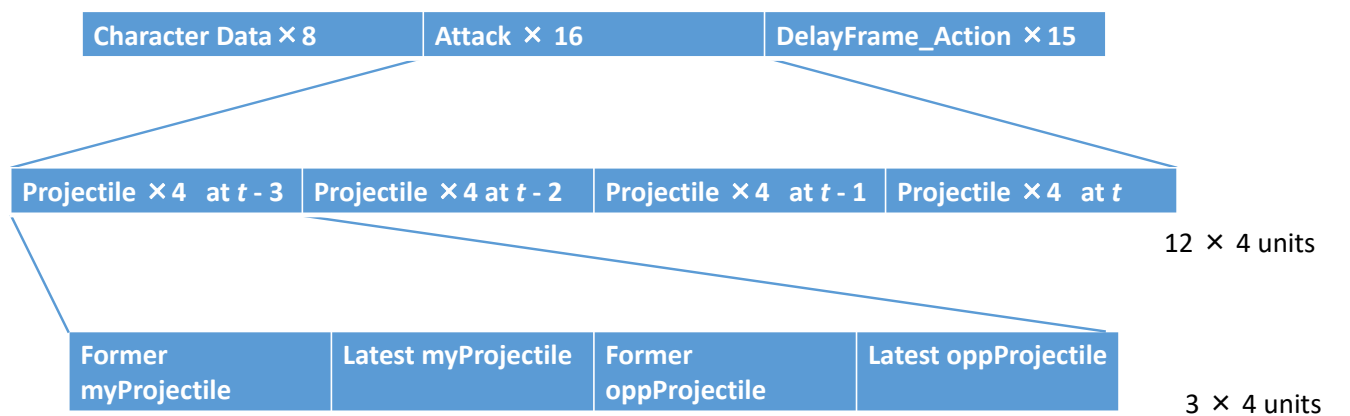 Character Data × 8
Attack × 16
DelayFrame_Action × 15
Projectile × 4 at t - 3
Projectile × 4 at t - 2
Projectile × 4 at t - 1
Projectile × 4 at t
12 × 4 units
Former
myProjectile
Latest myProjectile
Former
oppProjectile
Latest oppProjectile
3 × 4 units